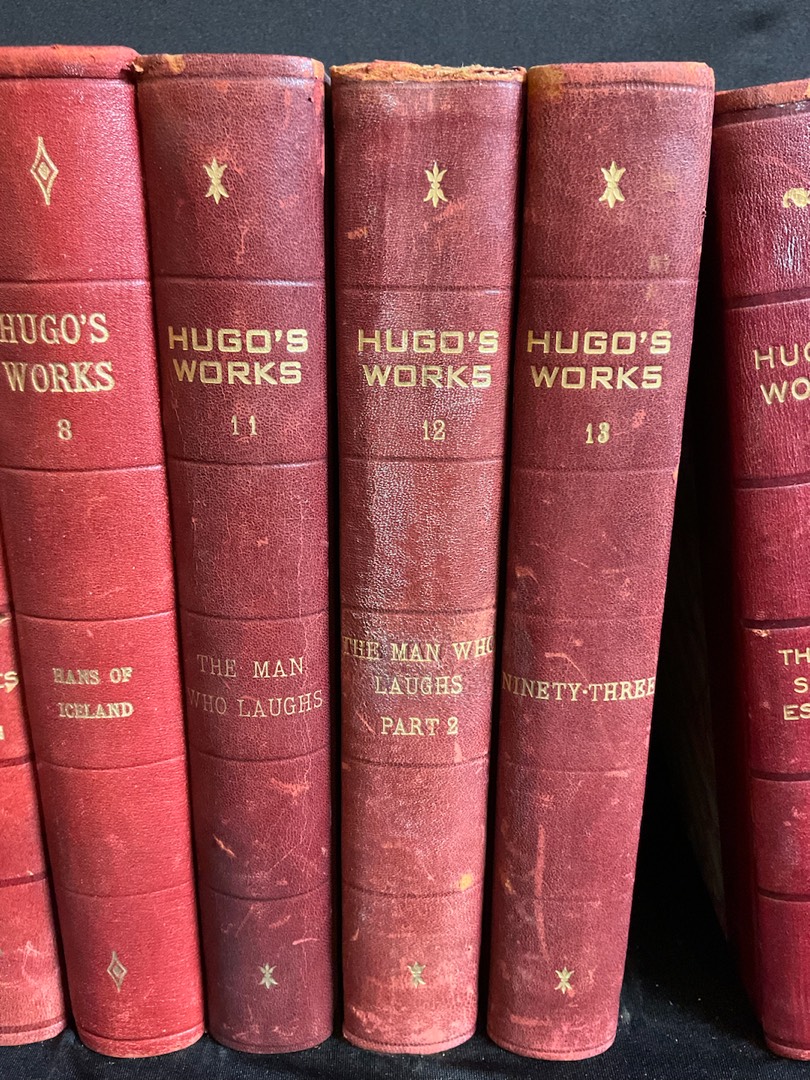 HUGO'S
WORKS
8
HANS OF
ICELAND
HUGO'S
WORKS
11
THE MAN
WHO LAUGHS
HUGO'S
WORKS
12
THE MAN WHO
LAUGHS
PART 2
HUGO'S
WORKS
13
NINETY·THREE